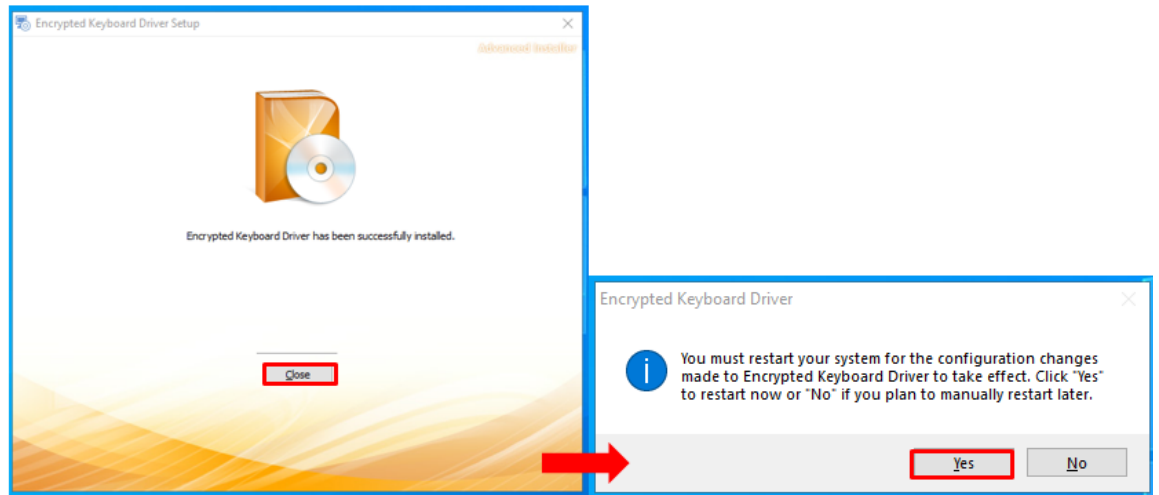 Encrypted Keyboard Driver Setup
Advanced Installer
Encrypted Keyboard Driver has been successfully installed.
Close
Encrypted Keyboard Driver
You must restart your system for the configuration changes
made to Encrypted Keyboard Driver to take effect. Click "Yes"
to restart now or "No" if you plan to manually restart later.
Yes
No